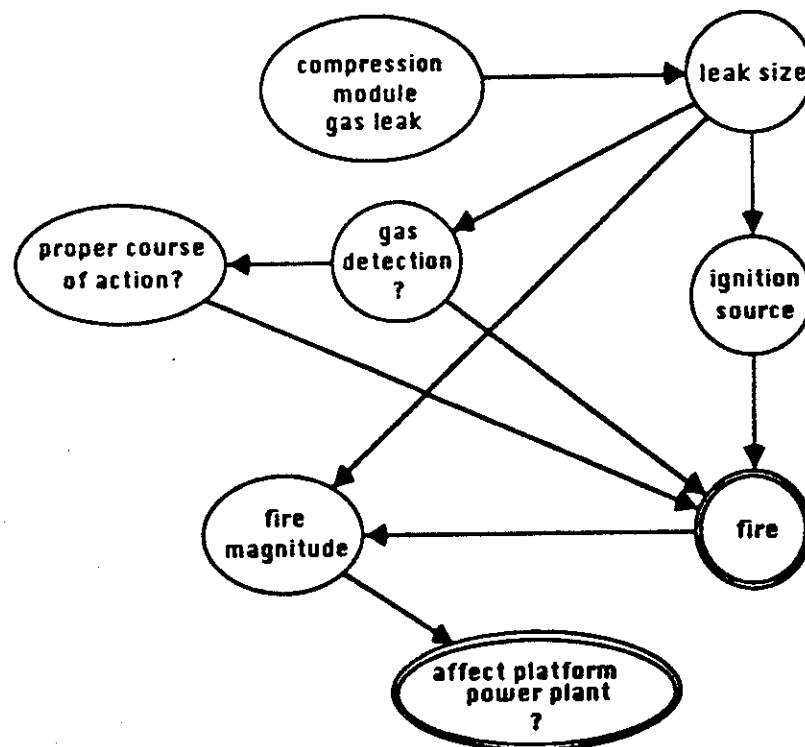 compression
module
gas leak
leak size
gas
detection
?
proper course
of action?
ignition
source
fire
magnitude
fire
affect platform
power plant
?